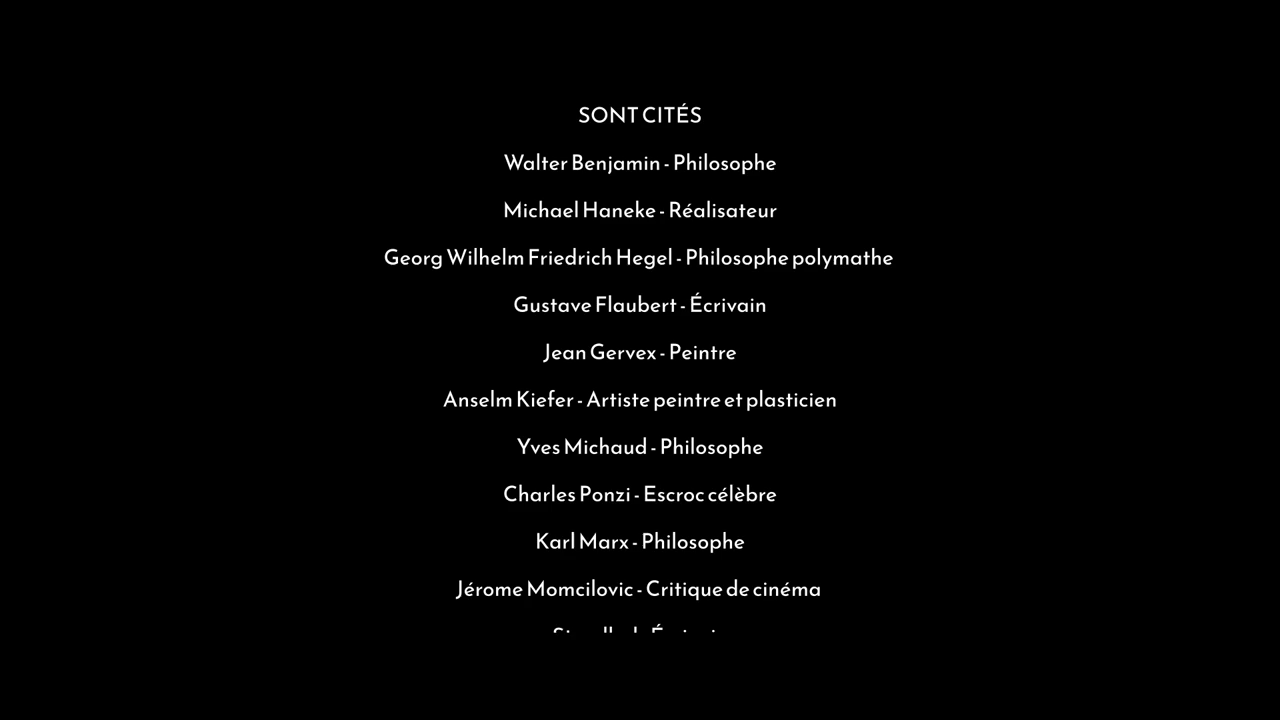 SONT CITÉS
Walter Benjamin - Philosophe
Michael Haneke - Réalisateur
Georg Wilhelm Friedrich Hegel - Philosophe polymathe
Gustave Flaubert - Écrivain
Jean Gervex - Peintre
Anselm Kiefer - Artiste peintre et plasticien
Yves Michaud - Philosophe
Charles Ponzi - Escroc célèbre
Karl Marx - Philosophe
Jérome Momcilovic - Critique de cinéma